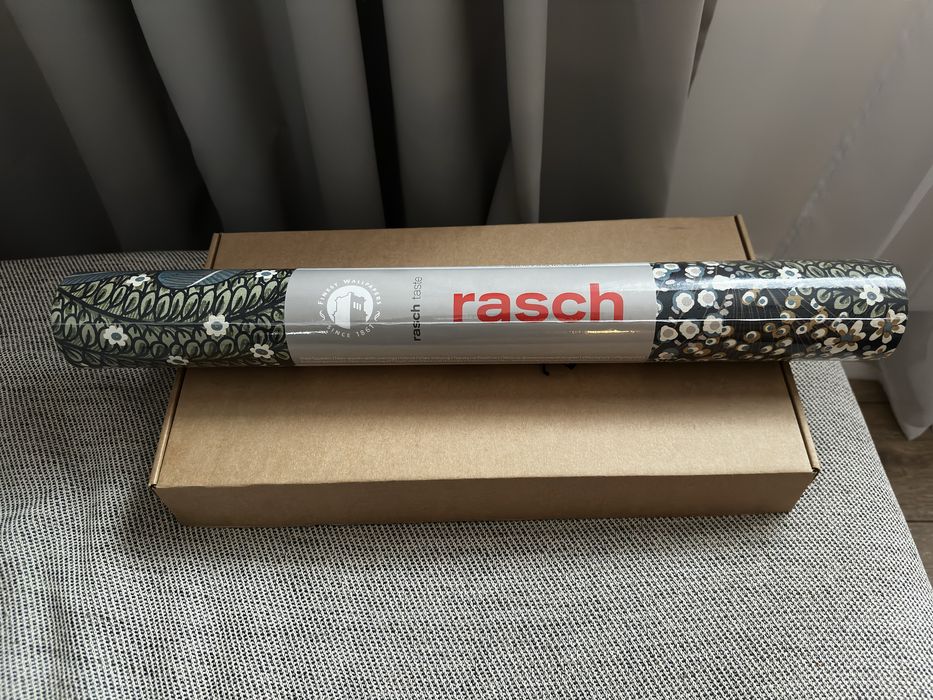 FINEST WALLPAPERS
SINCE 1861
rasch taste
rasch